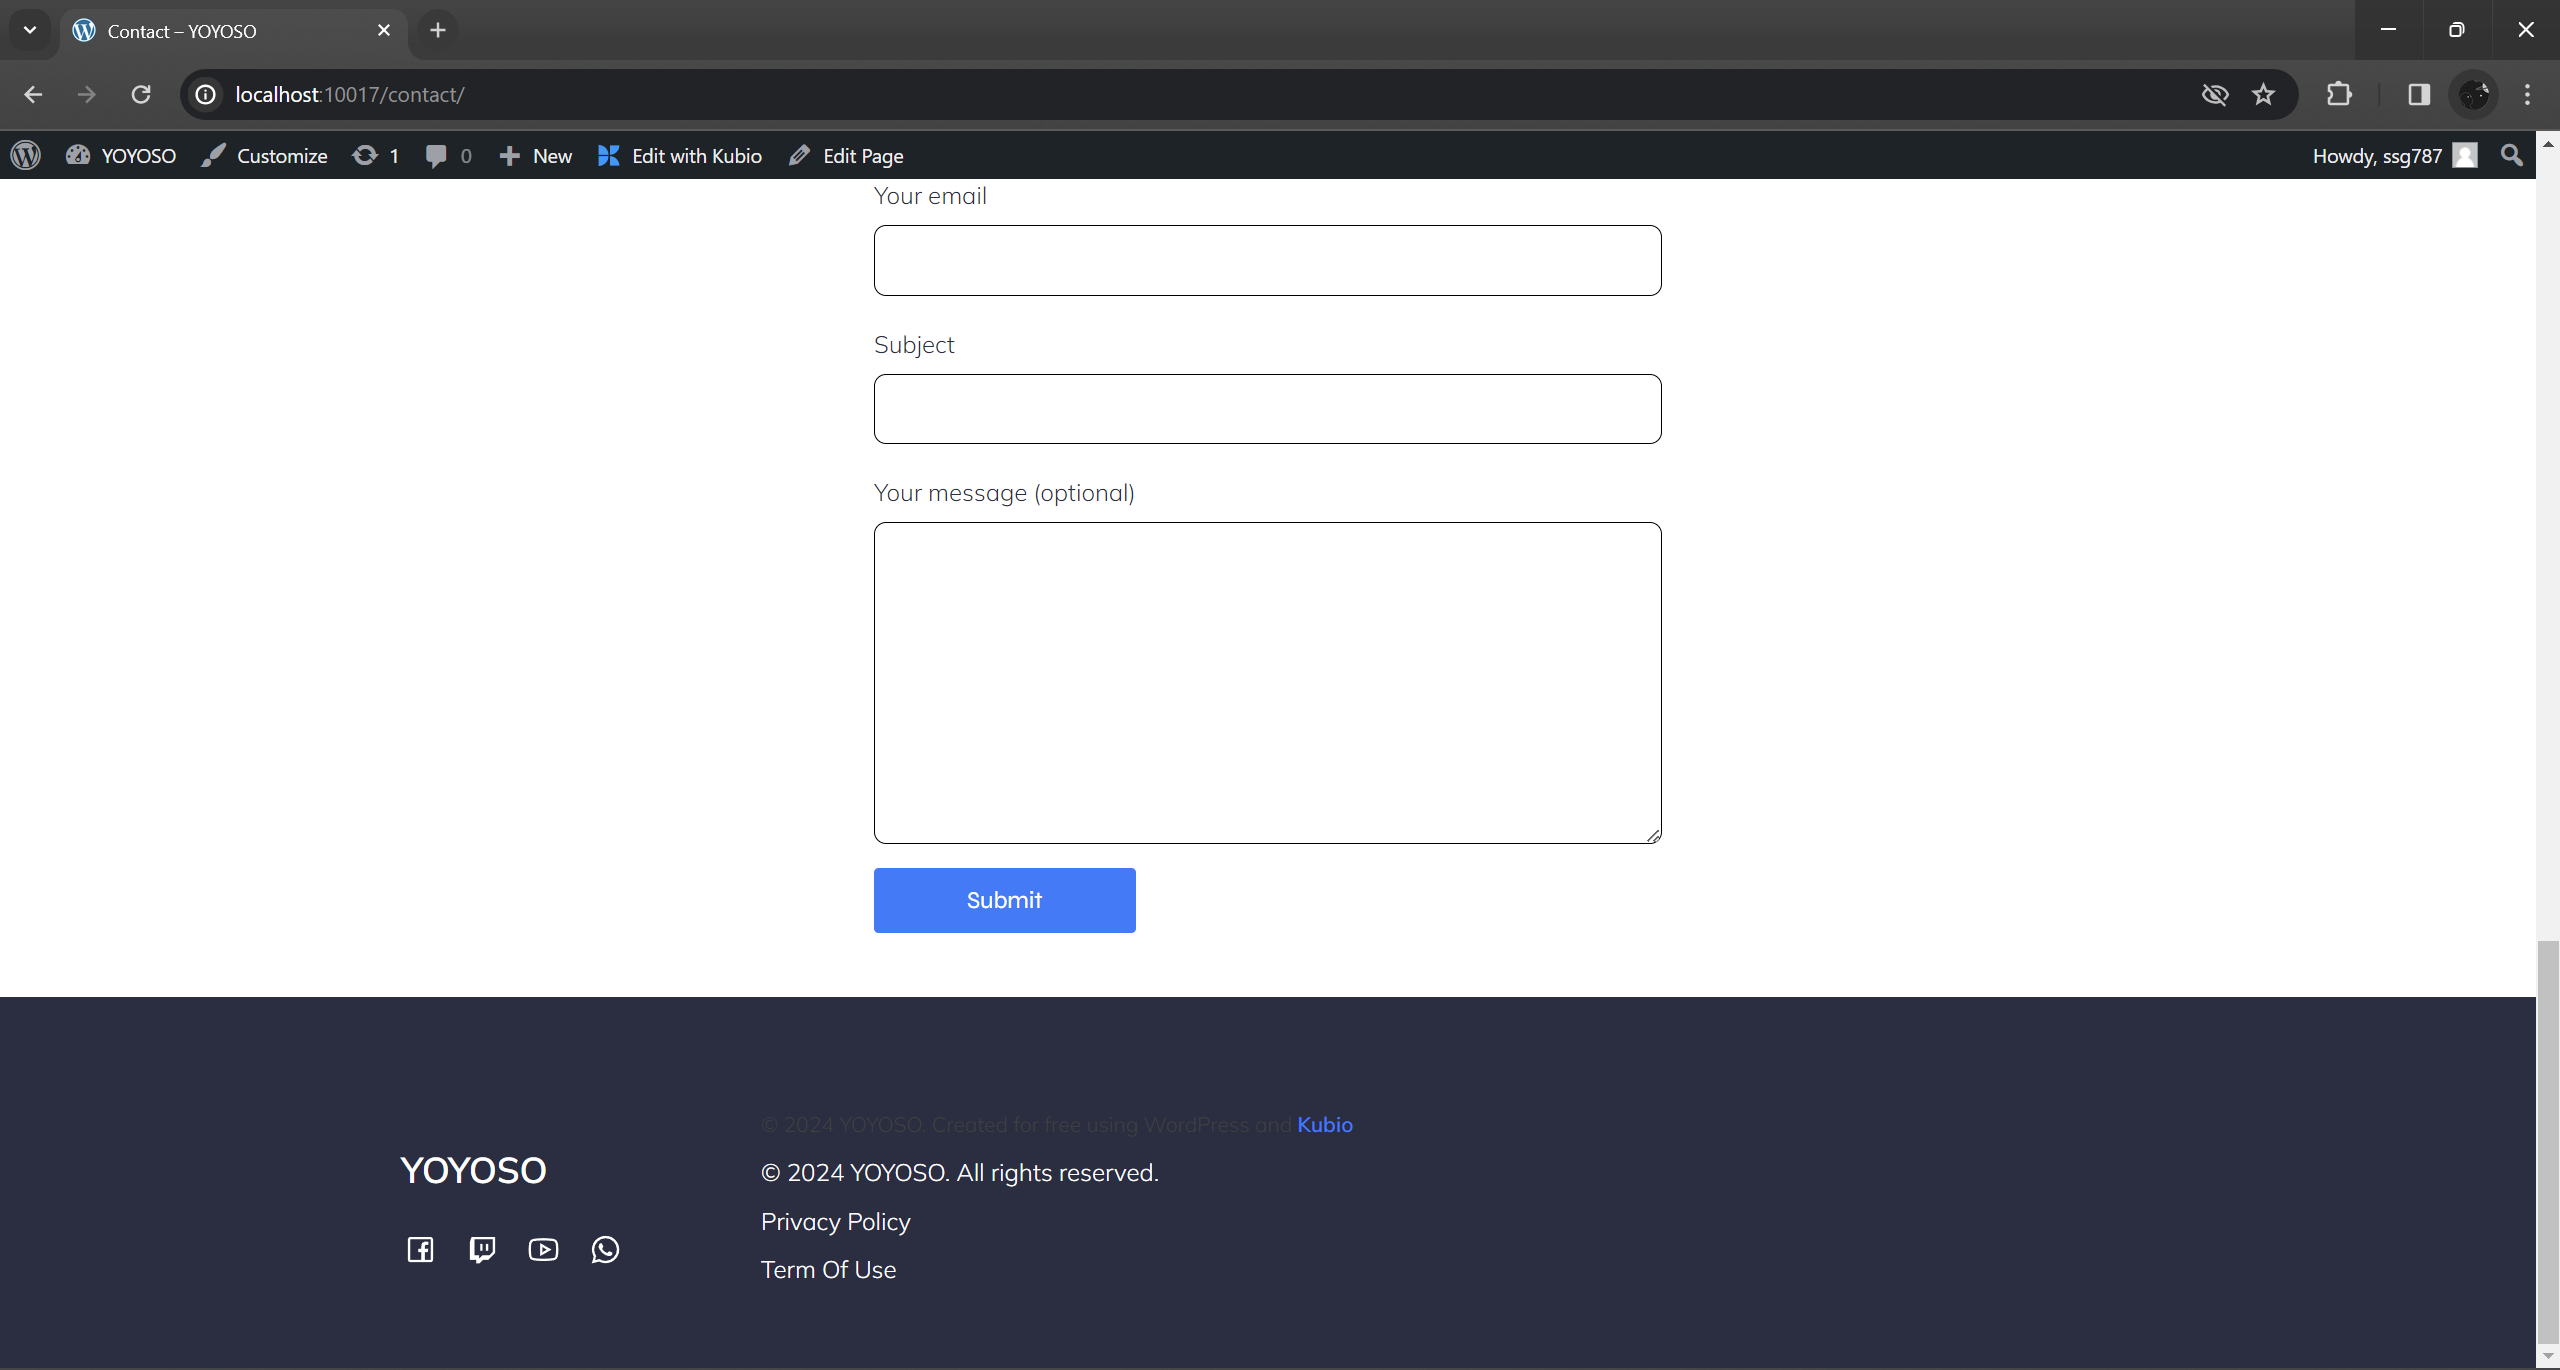 Contact – YOYOSO
localhost:10017/contact/
YOYOSO Customize 1 0 New Edit with Kubio Edit Page Howdy, ssg787
Your email
Subject
Your message (optional)
Submit
© 2024 YOYOSO. Created for free using WordPress and Kubio
YOYOSO
© 2024 YOYOSO. All rights reserved.
Privacy Policy
Term Of Use